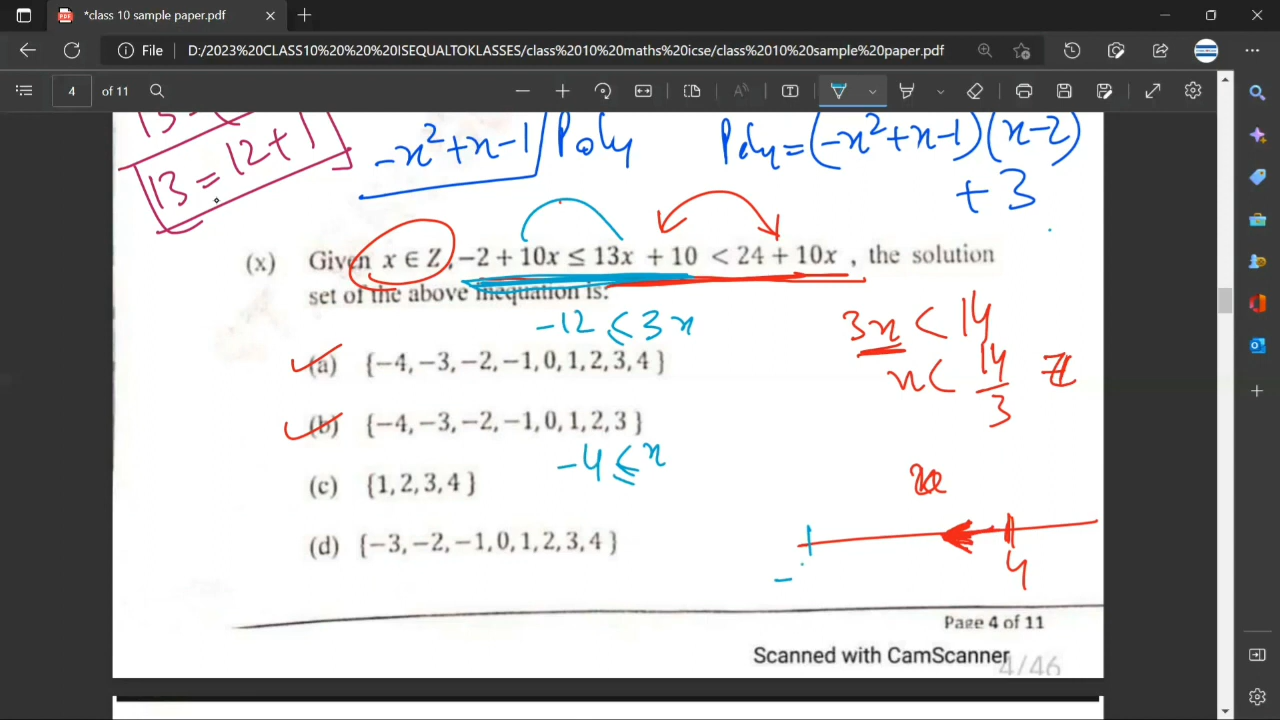 *class 10 sample paper.pdf
File D:/2023%20CLASS10%20%20%20ISEQUALTOKLASSES/class%2010%20maths%20icse/class%2010%20sample%20paper.pdf
4 of 11
13 = 12+1
-x²+x-1 Poly
Poly = (-x²+x-1)(x-2)
+3
(x) Given x ∈ Z, -2 + 10x ≤ 13x + 10 < 24 + 10x , the solution
set of the above inequation is:
-12 ≤ 3x
3x < 14
(a) {-4, -3, -2, -1, 0, 1, 2, 3, 4 }
x < 14/3 Z
(b) {-4, -3, -2, -1, 0, 1, 2, 3 }
-4 ≤ x
(c) {1, 2, 3, 4 }
(d) {-3, -2, -1, 0, 1, 2, 3, 4 }
-
4
Page 4 of 11
Scanned with CamScanner
4/46